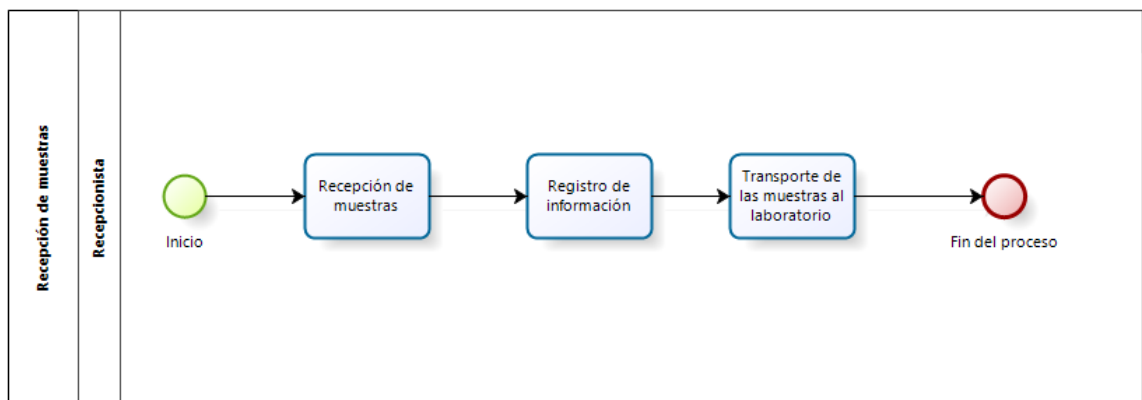 Recepción de muestras
Recepcionista
Inicio
Recepción de
muestras
Registro de
información
Transporte de
las muestras al
laboratorio
Fin del proceso